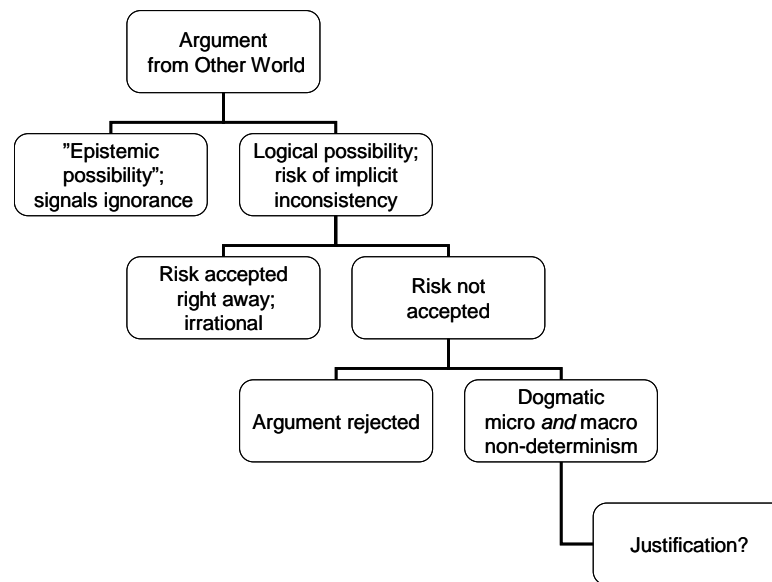 Argument
from Other World
”Epistemic
possibility”;
signals ignorance
Logical possibility;
risk of implicit
inconsistency
Risk accepted
right away;
irrational
Risk not
accepted
Argument rejected
Dogmatic
micro and macro
non-determinism
Justification?